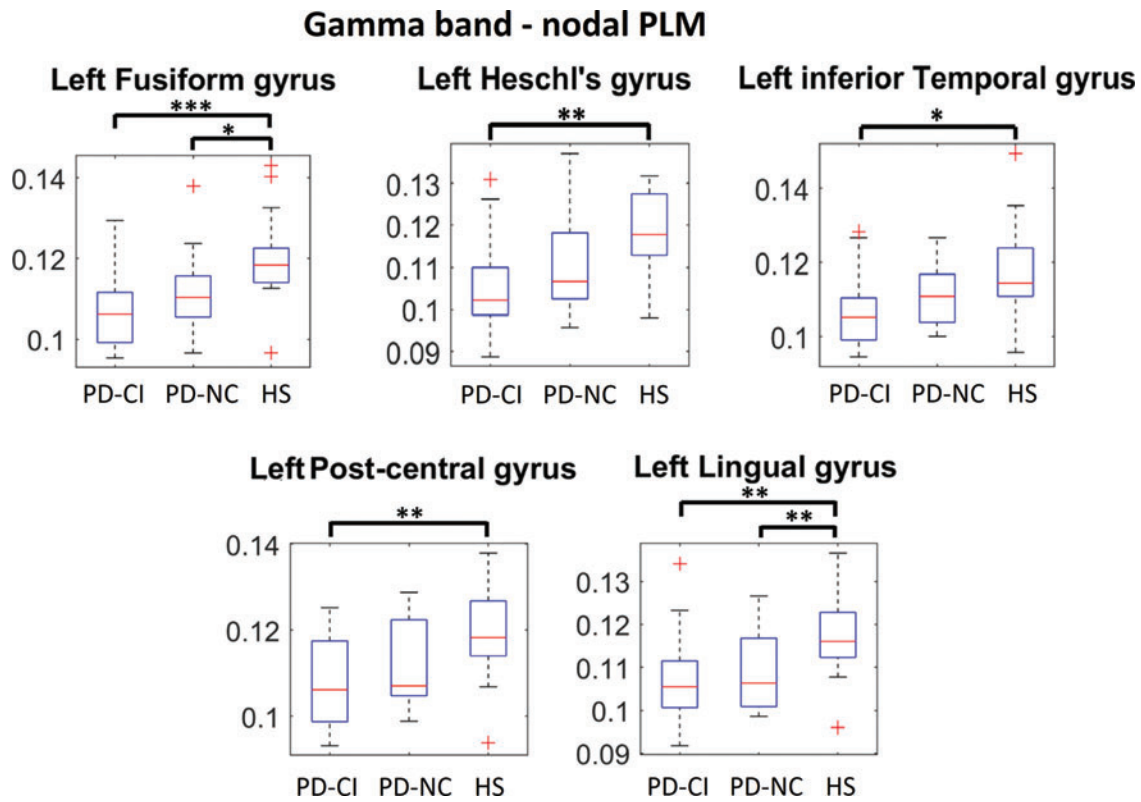 Gamma band - nodal PLM
Left Fusiform gyrus
***
*
0.14
0.12
0.1
PD-CI PD-NC HS
Left Heschl's gyrus
**
0.13
0.12
0.11
0.1
0.09
PD-CI PD-NC HS
Left inferior Temporal gyrus
*
0.14
0.12
0.1
PD-CI PD-NC HS
Left Post-central gyrus
**
0.14
0.12
0.1
PD-CI PD-NC HS
Left Lingual gyrus
**
**
0.13
0.12
0.11
0.1
0.09
PD-CI PD-NC HS